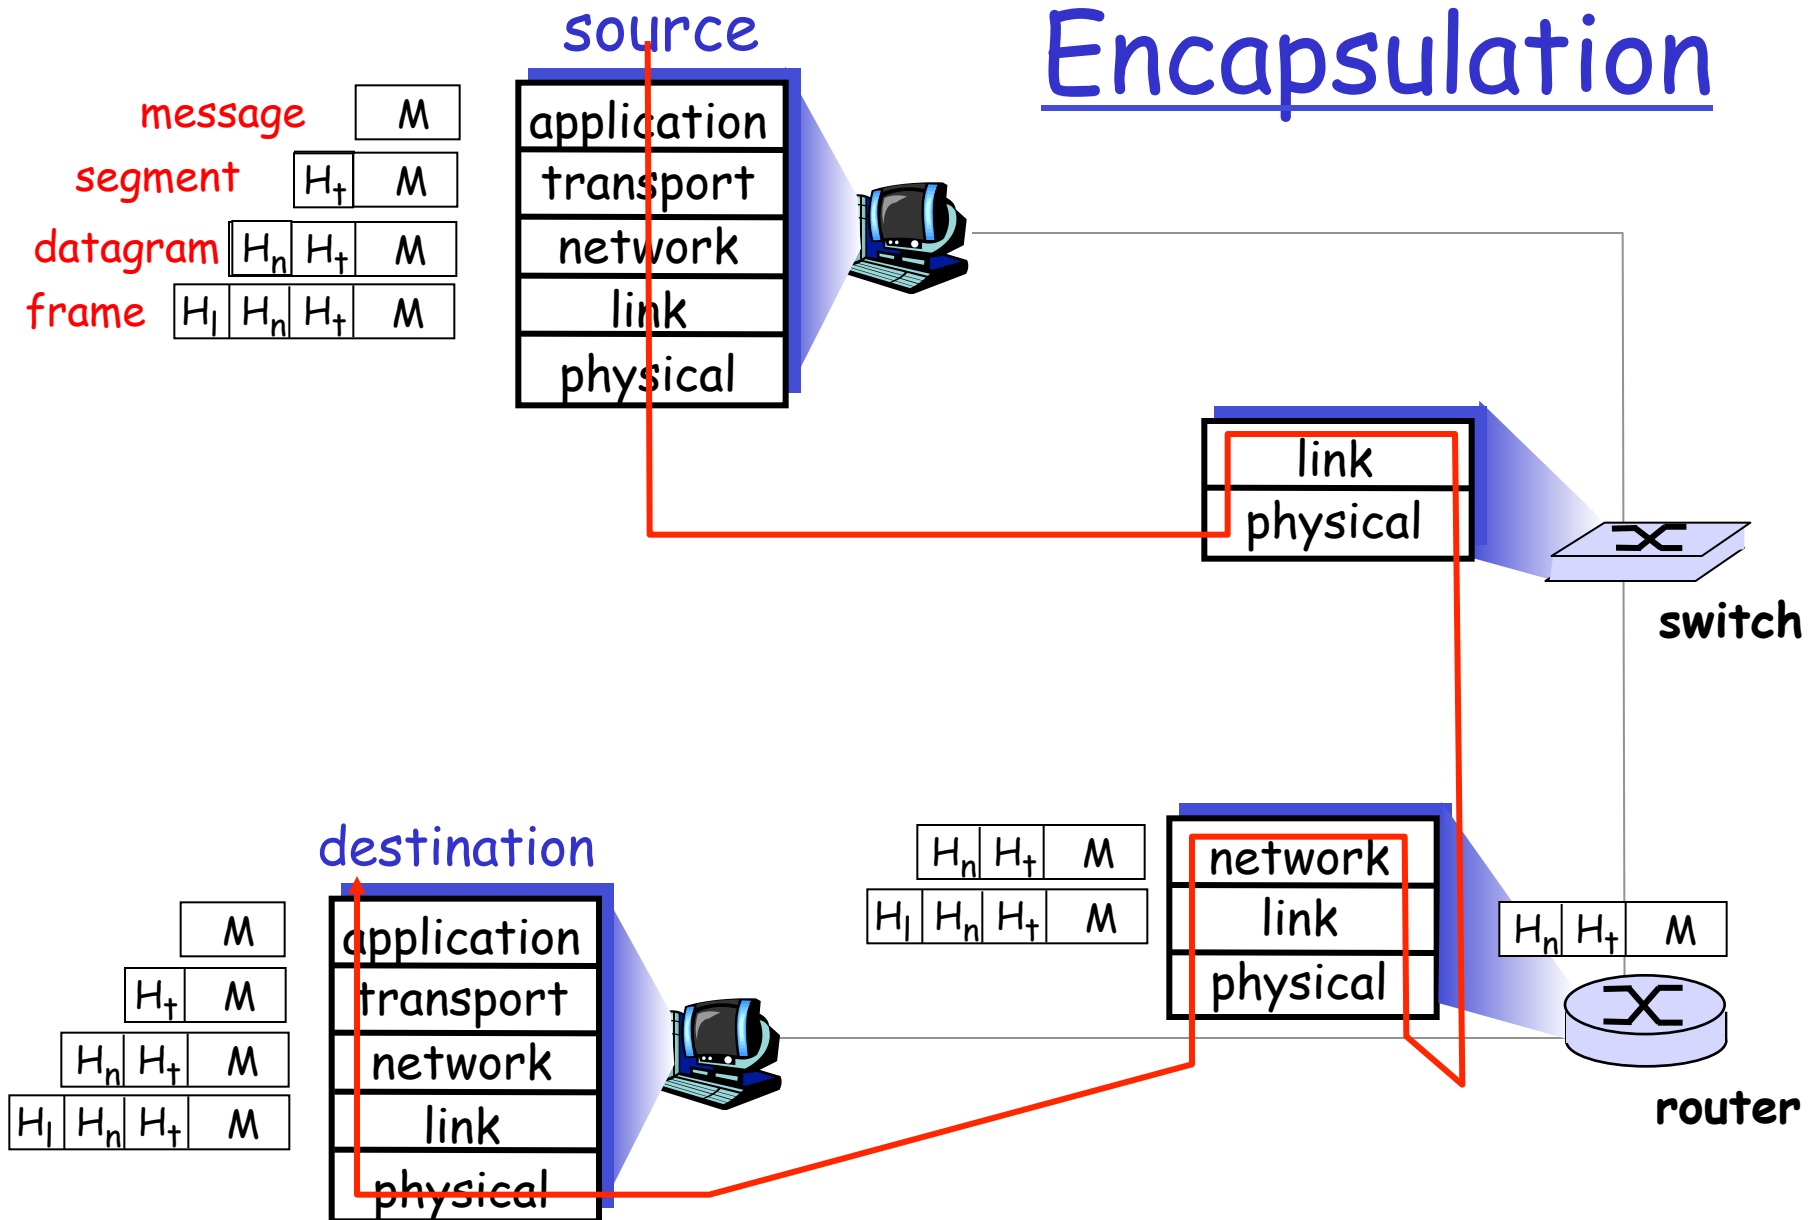 Encapsulation
source
message M
segment Ht M
datagram Hn Ht M
frame Hl Hn Ht M
application
transport
network
link
physical
link
physical
switch
destination
M
Ht M
Hn Ht M
Hl Hn Ht M
application
transport
network
link
physical
Hn Ht M
Hl Hn Ht M
network
link
physical
Hn Ht M
router